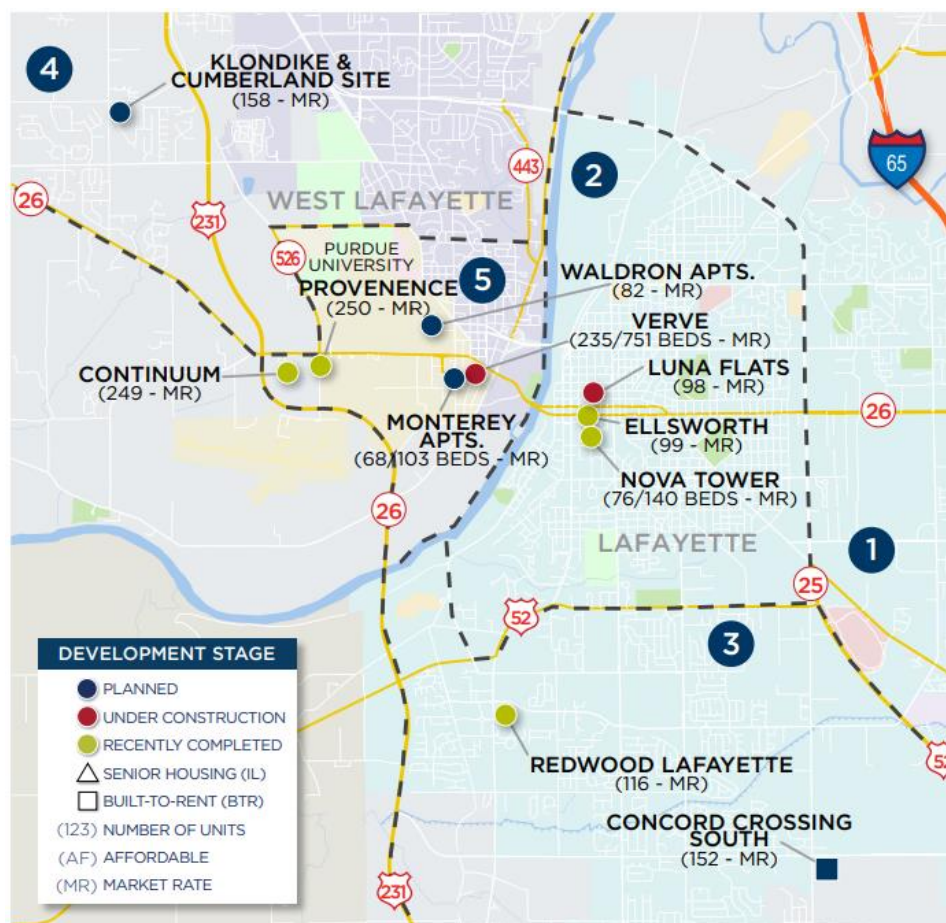 4
KLONDIKE &
CUMBERLAND SITE
(158 - MR)
65
443
2
26
231
WEST LAFAYETTE
526
PURDUE
UNIVERSITY
5
PROVENENCE
(250 - MR)
WALDRON APTS.
(82 - MR)
VERVE
(235/751 BEDS - MR)
CONTINUUM
(249 - MR)
LUNA FLATS
(98 - MR)
26
MONTEREY
APTS.
(68/103 BEDS - MR)
ELLSWORTH
(99 - MR)
NOVA TOWER
(76/140 BEDS - MR)
26
LAFAYETTE
1
25
52
3
DEVELOPMENT STAGE
PLANNED
UNDER CONSTRUCTION
RECENTLY COMPLETED
SENIOR HOUSING (IL)
BUILT-TO-RENT (BTR)
(123) NUMBER OF UNITS
(AF) AFFORDABLE
(MR) MARKET RATE
REDWOOD LAFAYETTE
(116 - MR)
52
CONCORD CROSSING
SOUTH
(152 - MR)
231